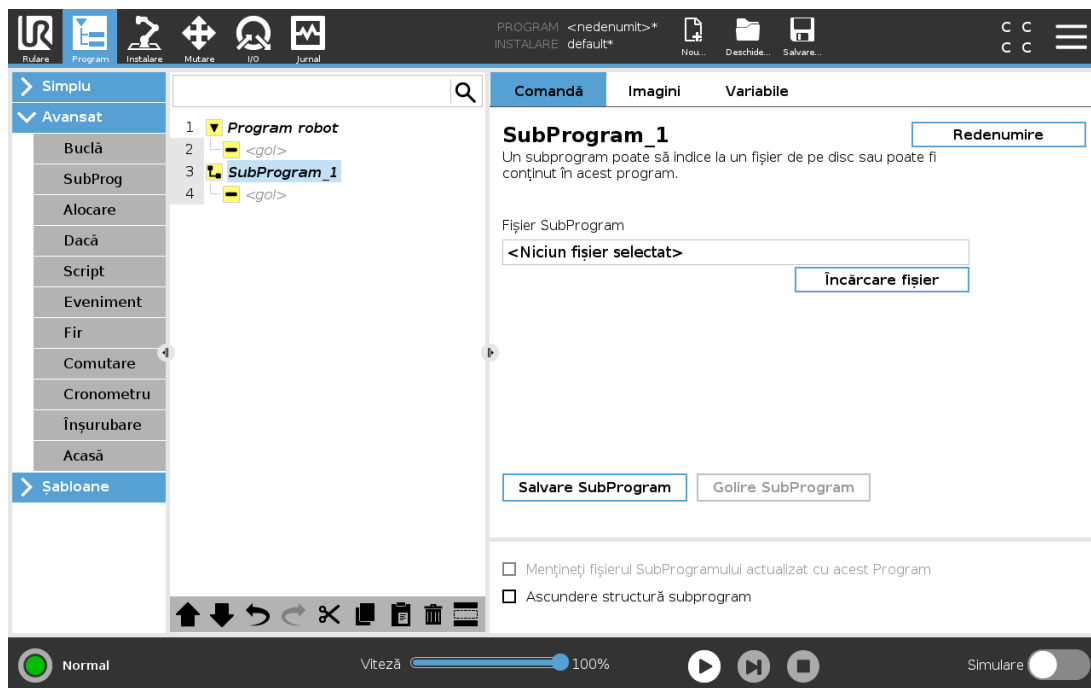 UR
Rulare
Program
Instalare
Mutare
I/O
Jurnal
PROGRAM <nedenumit>*
INSTALARE default*
Nou...
Deschide...
Salvare...
C C
C C
Simplu
Avansat
Buclă
SubProg
Alocare
Dacă
Script
Eveniment
Fir
Comutare
Cronometru
Înșurubare
Acasă
Șabloane
1 Program robot
2 <gol>
3 SubProgram_1
4 <gol>
Comandă Imagini Variabile
SubProgram_1
Redenumire
Un subprogram poate să indice la un fișier de pe disc sau poate fi
conținut în acest program.
Fișier SubProgram
<Niciun fișier selectat>
Încărcare fișier
Salvare SubProgram Golire SubProgram
Mențineți fișierul SubProgramului actualizat cu acest Program
Ascundere structură subprogram
Normal
Viteză 100%
Simulare